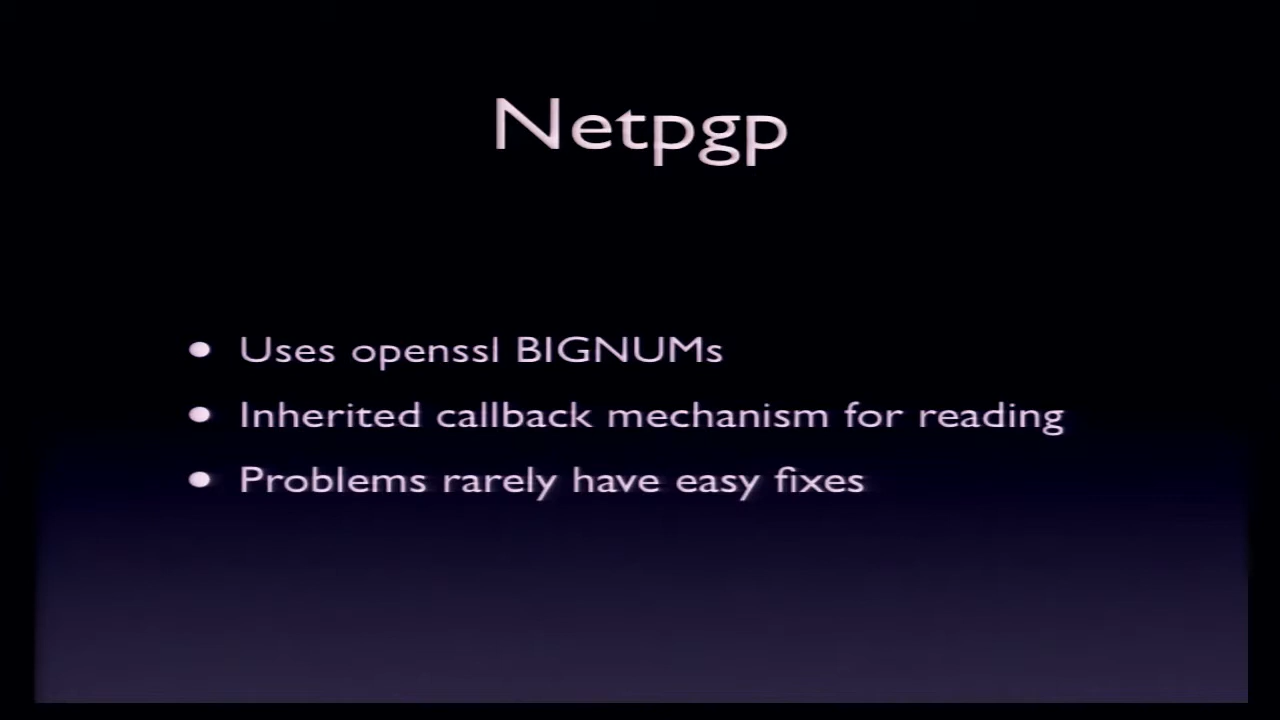 Netpgp
• Uses openssl BIGNUMs
• Inherited callback mechanism for reading
• Problems rarely have easy fixes